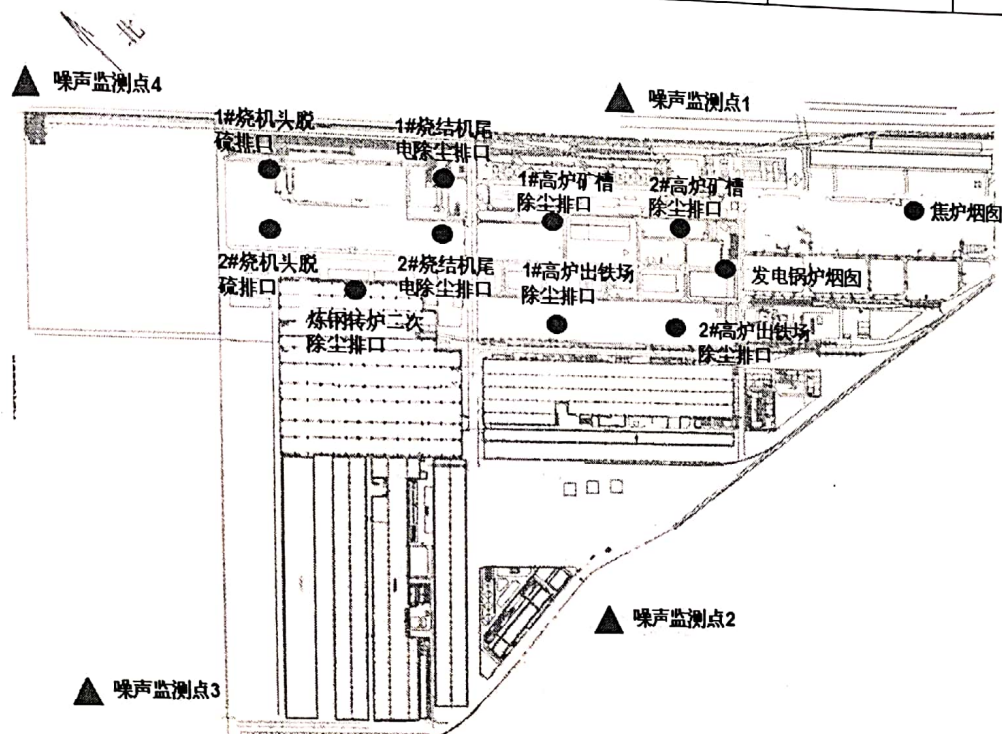 北
噪声监测点4
噪声监测点1
1#烧机头脱
硫排口
1#烧结机尾
电除尘排口
1#高炉矿槽
除尘排口
2#高炉矿槽
除尘排口
焦炉烟囱
2#烧机头脱
硫排口
2#烧结机尾
电除尘排口
1#高炉出铁场
除尘排口
发电锅炉烟囱
炼钢转炉二次
除尘排口
2#高炉出铁场
除尘排口
噪声监测点2
噪声监测点3